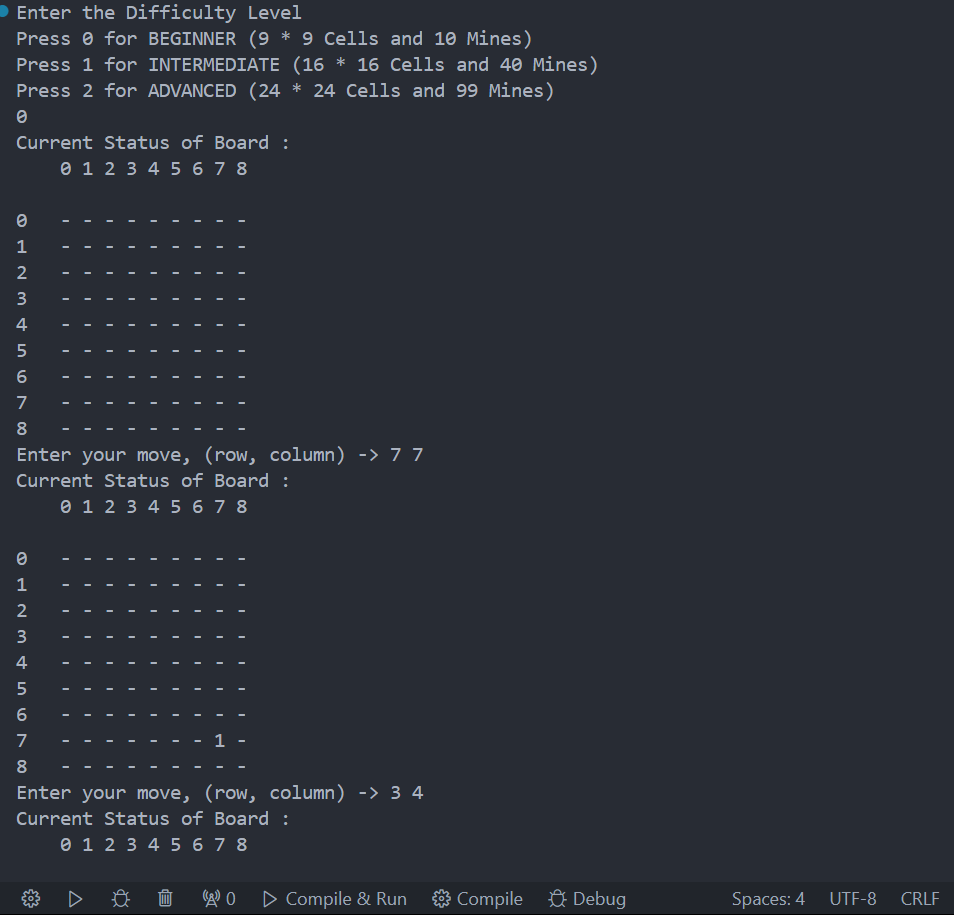 Enter the Difficulty Level
Press 0 for BEGINNER (9 * 9 Cells and 10 Mines)
Press 1 for INTERMEDIATE (16 * 16 Cells and 40 Mines)
Press 2 for ADVANCED (24 * 24 Cells and 99 Mines)
0
Current Status of Board :
    0 1 2 3 4 5 6 7 8

0   - - - - - - - - -
1   - - - - - - - - -
2   - - - - - - - - -
3   - - - - - - - - -
4   - - - - - - - - -
5   - - - - - - - - -
6   - - - - - - - - -
7   - - - - - - - - -
8   - - - - - - - - -
Enter your move, (row, column) -> 7 7
Current Status of Board :
    0 1 2 3 4 5 6 7 8

0   - - - - - - - - -
1   - - - - - - - - -
2   - - - - - - - - -
3   - - - - - - - - -
4   - - - - - - - - -
5   - - - - - - - - -
6   - - - - - - - - -
7   - - - - - - - 1 -
8   - - - - - - - - -
Enter your move, (row, column) -> 3 4
Current Status of Board :
    0 1 2 3 4 5 6 7 8
0 Compile & Run Compile Debug Spaces: 4 UTF-8 CRLF